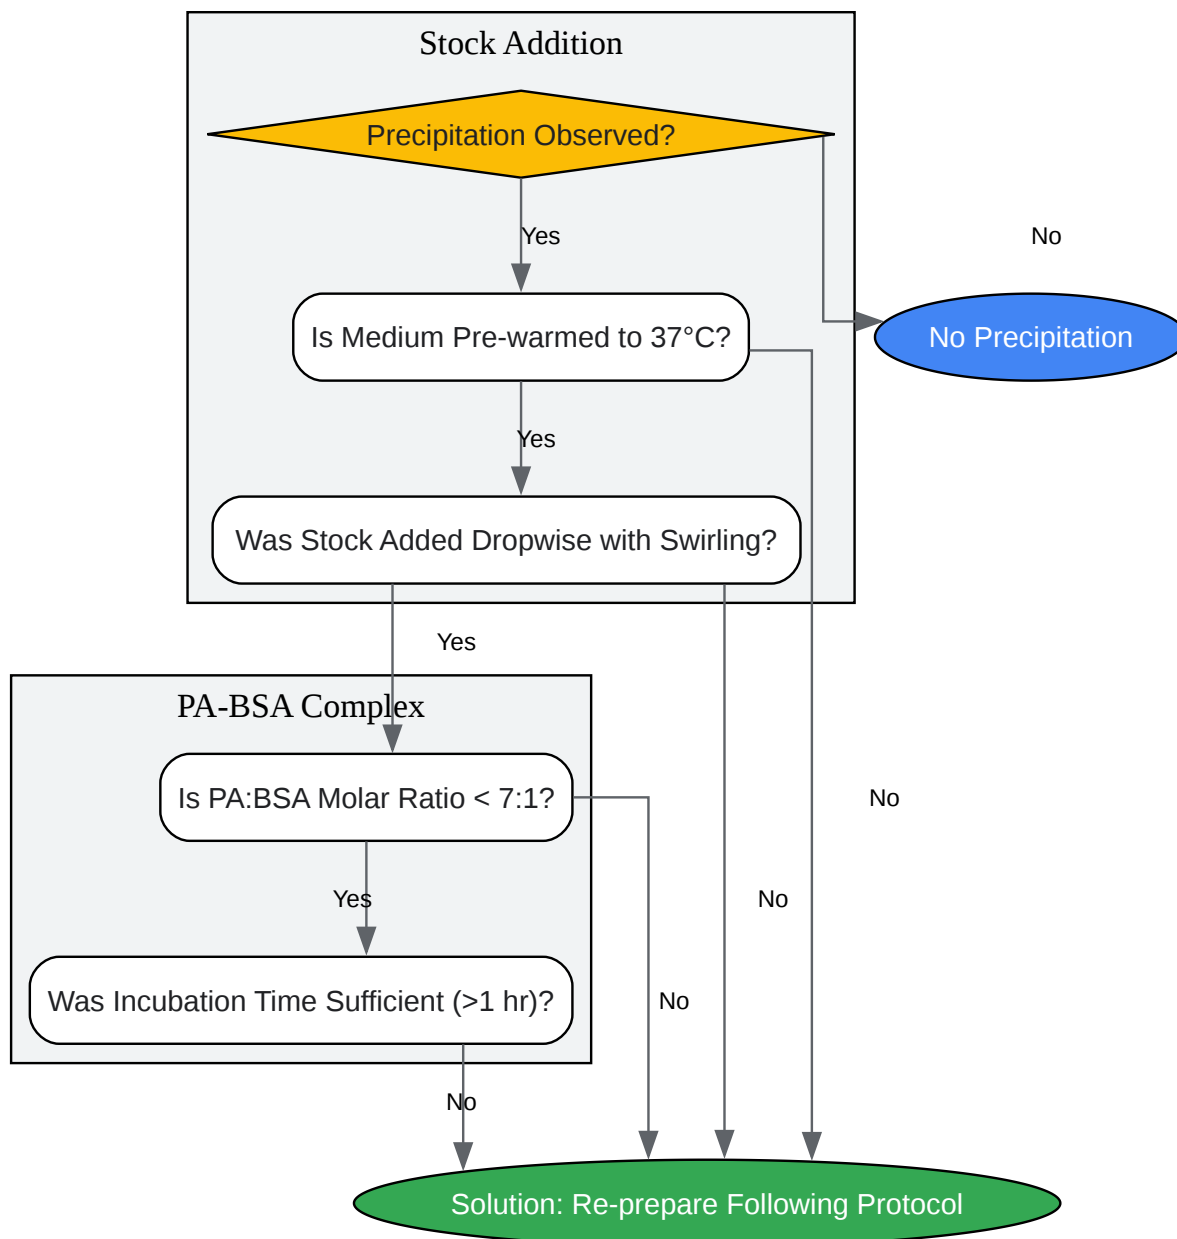 Stock Addition
Precipitation Observed?
Yes
No
Is Medium Pre-warmed to 37°C?
No Precipitation
Yes
Was Stock Added Dropwise with Swirling?
Yes
PA-BSA Complex
Is PA:BSA Molar Ratio < 7:1?
No
Yes
No
Was Incubation Time Sufficient (>1 hr)?
No
No
Solution: Re-prepare Following Protocol